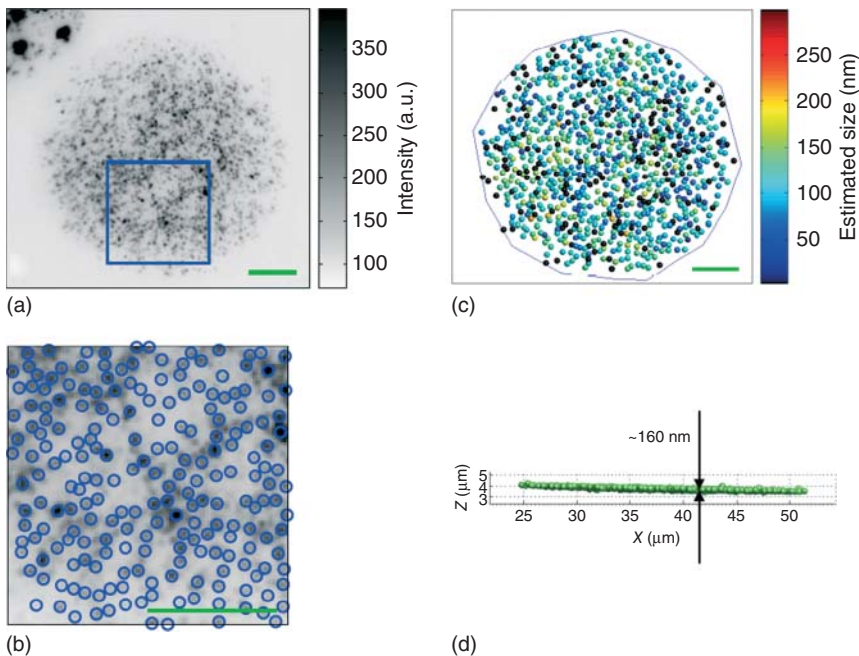 350
300
250
200
150
100
Intensity (a.u.)
(a)
250
200
150
100
50
Estimated size (nm)
(c)
(b)
~160 nm
Z (μm)
5
4
3
25 30 35 40 45 50
X (μm)
(d)